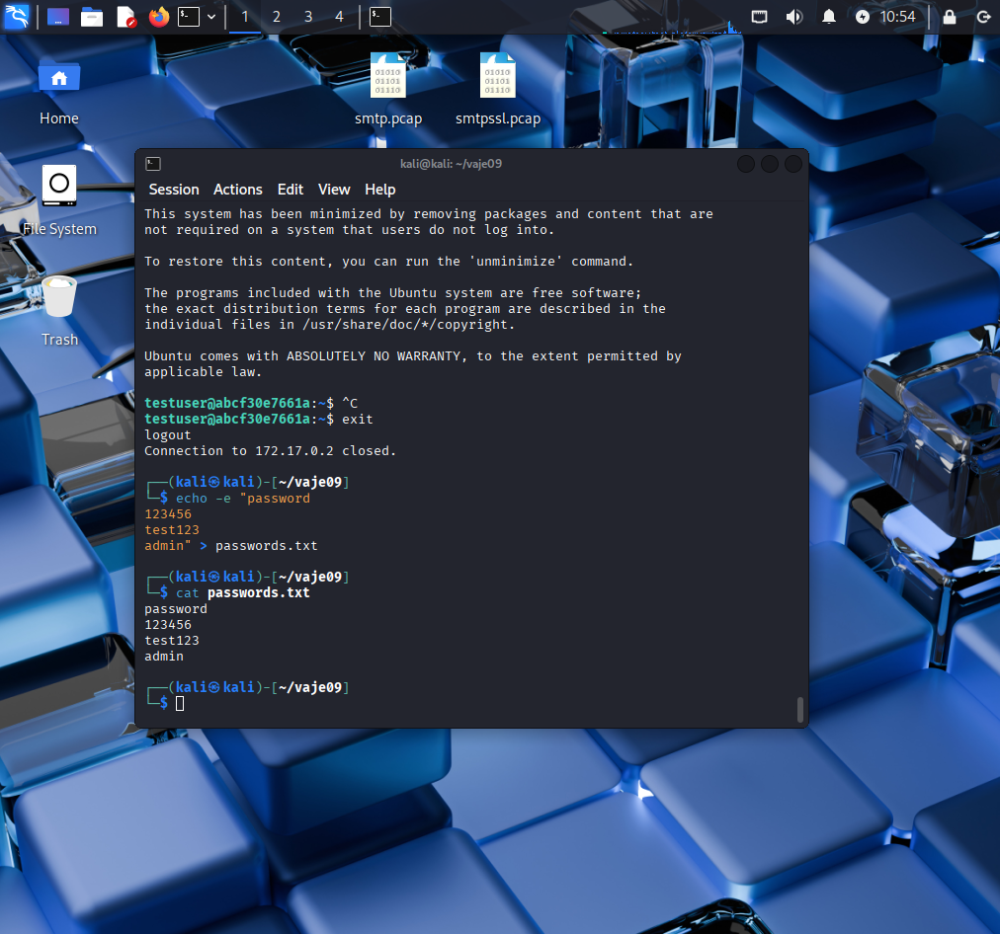 1 2 3 4 10:54
Home
smtp.pcap smtpssl.pcap
File System
Trash
kali@kali: ~/vaje09
Session Actions Edit View Help
This system has been minimized by removing packages and content that are
not required on a system that users do not log into.
To restore this content, you can run the 'unminimize' command.
The programs included with the Ubuntu system are free software;
the exact distribution terms for each program are described in the
individual files in /usr/share/doc/*/copyright.
Ubuntu comes with ABSOLUTELY NO WARRANTY, to the extent permitted by
applicable law.
testuser@abcf30e7661a:~$ ^C
testuser@abcf30e7661a:~$ exit
logout
Connection to 172.17.0.2 closed.
┌──(kali㉿kali)-[~/vaje09]
└─$ echo -e "password
123456
test123
admin" > passwords.txt
┌──(kali㉿kali)-[~/vaje09]
└─$ cat passwords.txt
password
123456
test123
admin
┌──(kali㉿kali)-[~/vaje09]
└─$